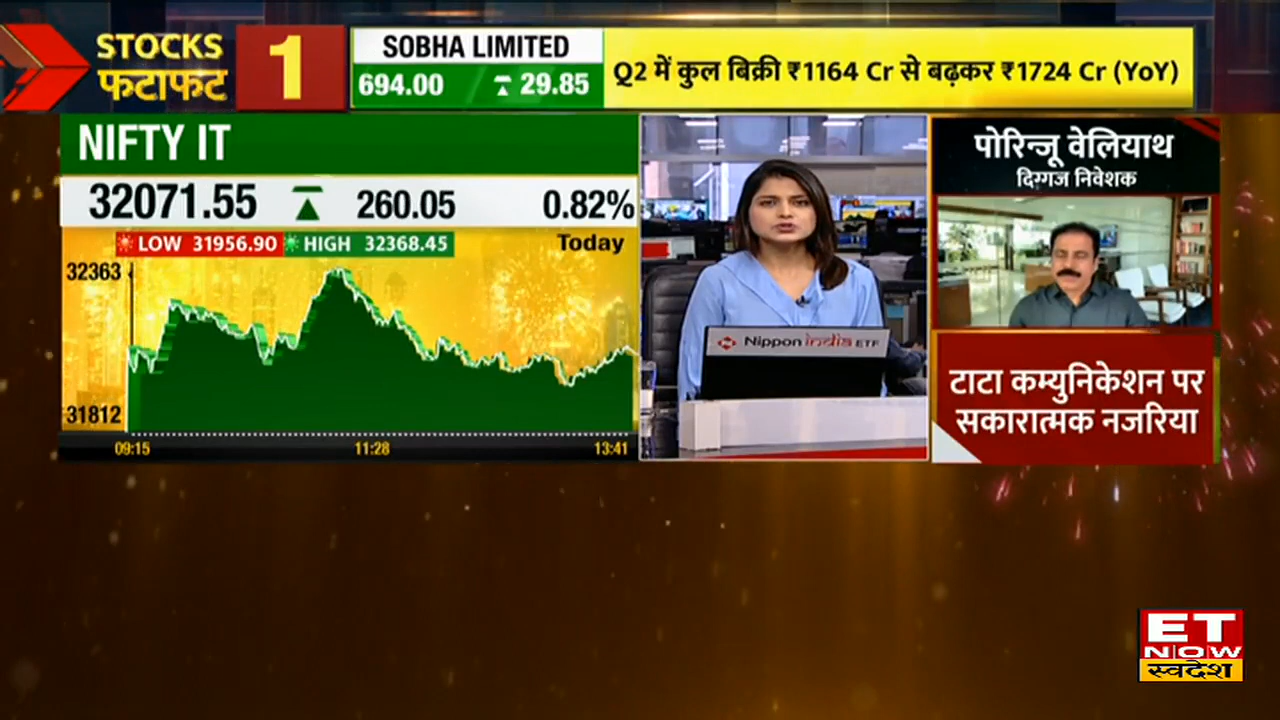 STOCKS
फटाफट
1
SOBHA LIMITED
694.00 29.85
Q2 में कुल बिक्री ₹1164 Cr से बढ़कर ₹1724 Cr (YoY)
NIFTY IT
32071.55 260.05 0.82%
LOW 31956.90 HIGH 32368.45 Today
32363
31812
09:15 11:28 13:41
Nippon india ETF
पोरिन्जू वेलियाथ
दिग्गज निवेशक
टाटा कम्युनिकेशन पर
सकारात्मक नजरिया
ET
NOW
स्वदेश